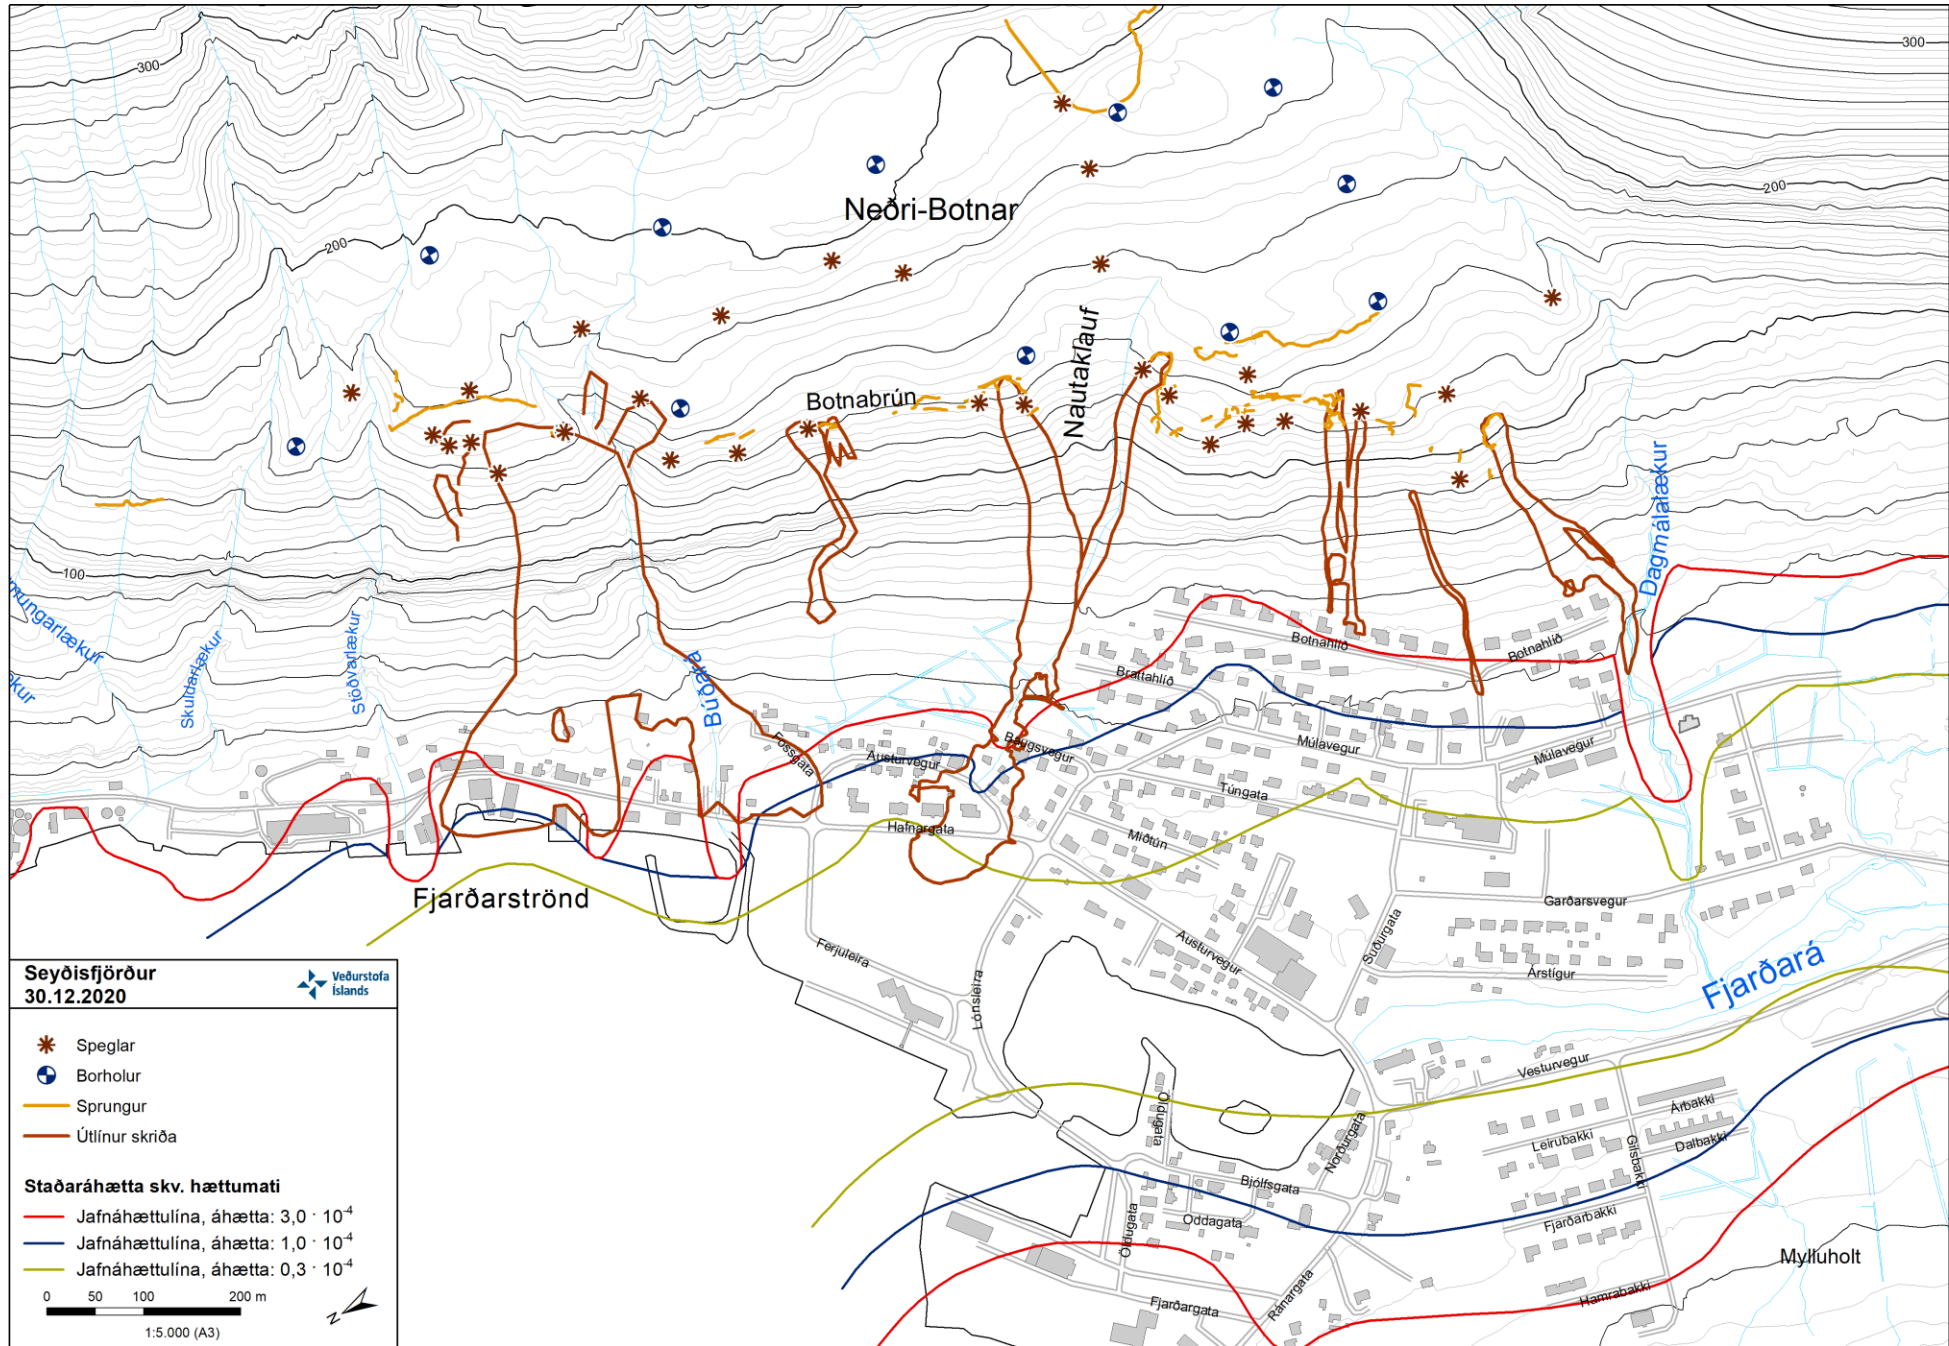 300
300
200
200
100
Neðri-Botnar
Nautaklauf
Botnabrún
Dagmálalækur
Skuldarlækur
Stöðvarlækur
Búðará
Botnahlíð
Botnahlíð
Brattahlíð
Múlavegur
Múlavegur
Baugsvegur
Fossgata
Austurvegur
Túngata
Hafnargata
Miðtún
Fjarðarströnd
Garðarsvegur
Suðurgata
Austurvegur
Árstígur
Ferjuleira
Lónsleira
Fjarðará
Vesturvegur
Öldugata
Norðurgata
Árbakki
Leirubakki
Dalbakki
Gilsbakki
Bjólfsgata
Oddagata
Öldugata
Fjarðarbakki
Mylluholt
Hamrabakki
Fjarðargata
Ránargata
Seyðisfjörður
30.12.2020
Veðurstofa
Íslands
Speglar
Borholur
Sprungur
Útlínur skriða
Staðaráhætta skv. hættumati
Jafnáhættulína, áhætta: 3,0 · 10⁻⁴
Jafnáhættulína, áhætta: 1,0 · 10⁻⁴
Jafnáhættulína, áhætta: 0,3 · 10⁻⁴
0 50 100 200 m
N
1:5.000 (A3)